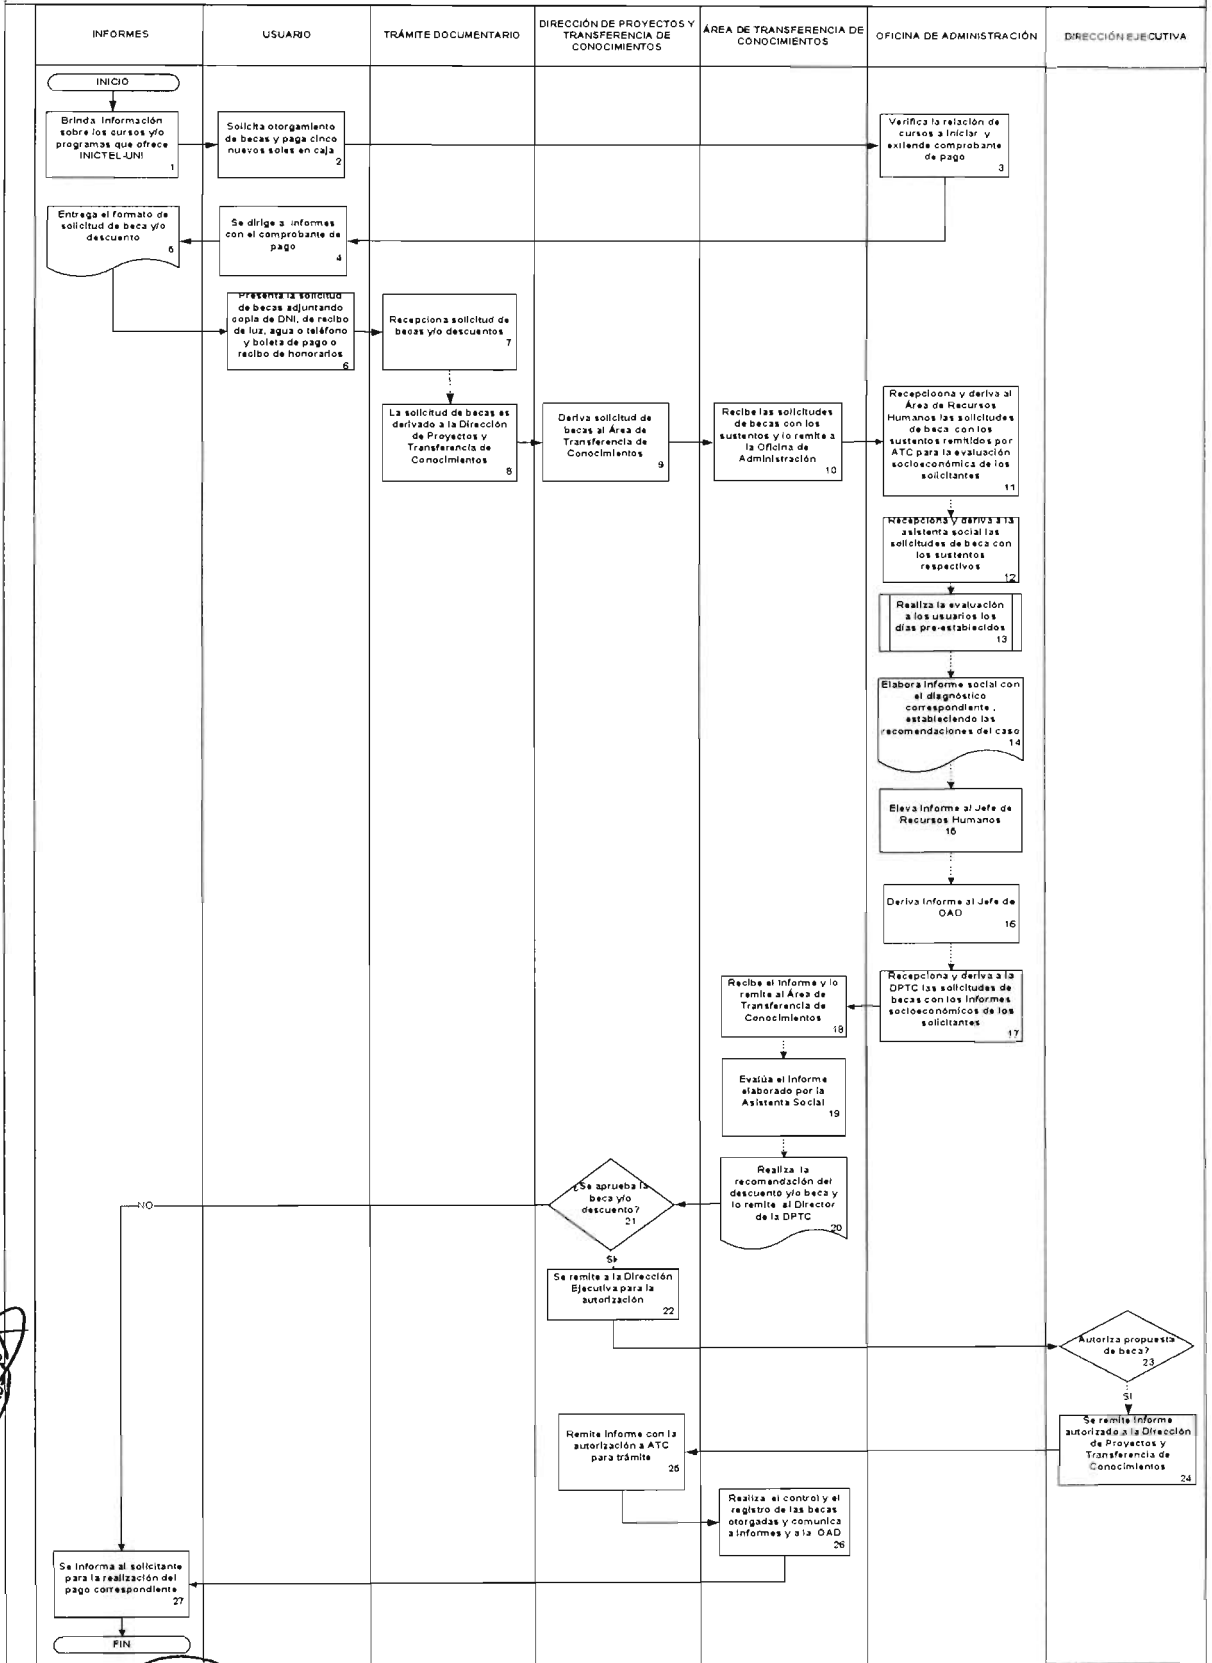 INFORMES
USUARIO
TRÁMITE DOCUMENTARIO
DIRECCIÓN DE PROYECTOS Y
TRANSFERENCIA DE
CONOCIMIENTOS
ÁREA DE TRANSFERENCIA DE
CONOCIMIENTOS
OFICINA DE ADMINISTRACIÓN
DIRECCIÓN EJECUTIVA
INICIO
Brinda Información
sobre los cursos y/o
programas que ofrece
INICTEL-UNI
1
Solicita otorgamiento
de becas y paga cinco
nuevos soles en caja
2
Verifica la relación de
cursos a iniciar y
extiende comprobante
de pago
3
Se dirige a Informes
con el comprobante de
pago
4
Entrega el formato de
solicitud de beca y/o
descuento
5
Presenta la solicitud
de becas adjuntando
copia de DNI, de recibo
de luz, agua o teléfono
y boleta de pago o
recibo de honorarios
6
Recepciona solicitud de
becas y/o descuentos
7
La solicitud de becas es
derivado a la Dirección
de Proyectos y
Transferencia de
Conocimientos
8
Deriva solicitud de
becas al Área de
Transferencia de
Conocimientos
9
Recibe las solicitudes
de becas con los
sustentos y lo remite a
la Oficina de
Administración
10
Recepcioona y deriva al
Área de Recursos
Humanos las solicitudes
de beca con los
sustentos remitidos por
ATC para la evaluación
socioeconómica de los
solicitantes
11
Recepciona y deriva a la
asistenta social las
solicitudes de beca con
los sustentos
respectivos
12
Realiza la evaluación
a los usuarios los
días pre-establecidos
13
Elabora Informe social con
el diagnóstico
correspondiente ,
estableciendo las
recomendaciones del caso
14
Eleva Informe al Jefe de
Recursos Humanos
15
Deriva Informe al Jefe de
OAD
16
Recepciona y deriva a la
DPTC las solicitudes de
becas con los Informes
socioeconómicos de los
solicitantes
17
Recibe el Informe y lo
remite al Área de
Transferencia de
Conocimientos
18
Evalúa el Informe
elaborado por la
Asistenta Social
19
Realiza la
recomendación del
descuento y/o beca y
lo remite al Director
de la DPTC
20
¿Se aprueba la
beca y/o
descuento?
21
NO
SI
Se remite a la Dirección
Ejecutiva para la
autorización
22
Autoriza propuesta
de beca?
23
SI
Se remite Informe
autorizado a la Dirección
de Proyectos y
Transferencia de
Conocimientos
24
Remite Informe con la
autorización a ATC
para trámite
25
Realiza el control y el
registro de las becas
otorgadas y comunica
a Informes y a la OAD
26
Se Informa al solicitante
para la realización del
pago correspondiente
27
FIN